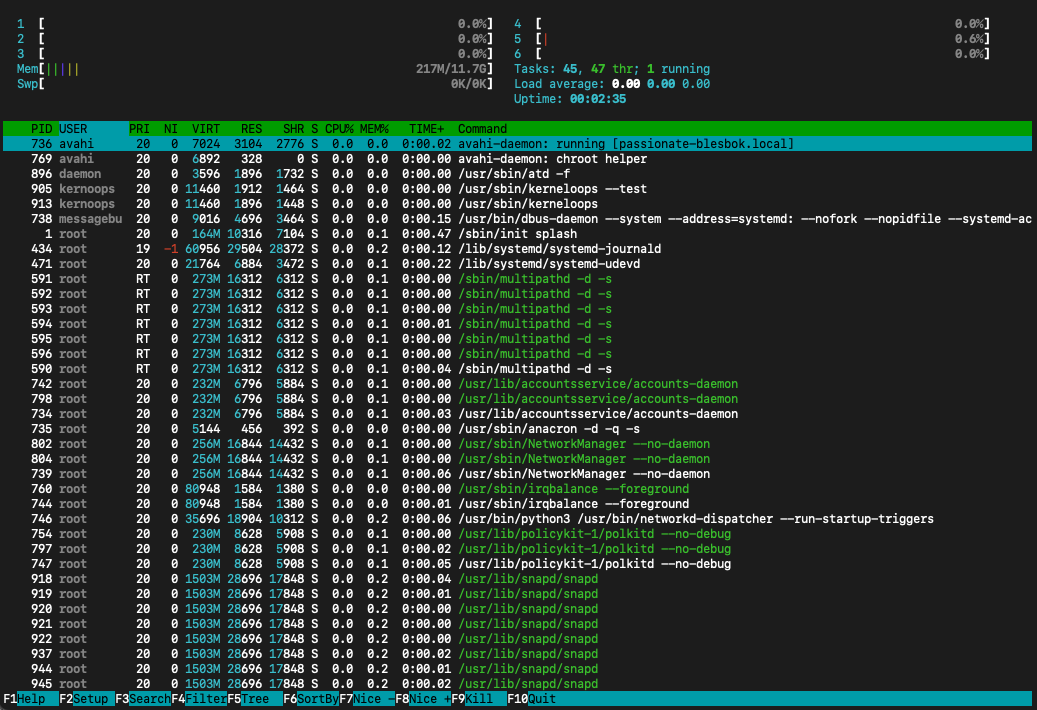 1 [ 0.0%] 4 [ 0.0%]
2 [ 0.0%] 5 [| 0.6%]
3 [ 0.0%] 6 [ 0.0%]
Mem[||||| 217M/11.7G] Tasks: 45, 47 thr; 1 running
Swp[ 0K/0K] Load average: 0.00 0.00 0.00
Uptime: 00:02:35
PID USER PRI NI VIRT RES SHR S CPU% MEM% TIME+ Command
736 avahi 20 0 7024 3104 2776 S 0.0 0.0 0:00.02 avahi-daemon: running [passionate-blesbok.local]
769 avahi 20 0 6892 328 0 S 0.0 0.0 0:00.00 avahi-daemon: chroot helper
896 daemon 20 0 3596 1896 1732 S 0.0 0.0 0:00.00 /usr/sbin/atd -f
905 kernoops 20 0 11460 1912 1464 S 0.0 0.0 0:00.00 /usr/sbin/kerneloops --test
913 kernoops 20 0 11460 1896 1448 S 0.0 0.0 0:00.00 /usr/sbin/kerneloops
738 messagebu 20 0 9016 4696 3464 S 0.0 0.0 0:00.15 /usr/bin/dbus-daemon --system --address=systemd: --nofork --nopidfile --systemd-ac
1 root 20 0 164M 10316 7104 S 0.0 0.1 0:00.47 /sbin/init splash
434 root 19 -1 60956 29504 28372 S 0.0 0.2 0:00.12 /lib/systemd/systemd-journald
471 root 20 0 21764 6884 3472 S 0.0 0.1 0:00.22 /lib/systemd/systemd-udevd
591 root RT 0 273M 16312 6312 S 0.0 0.1 0:00.00 /sbin/multipathd -d -s
592 root RT 0 273M 16312 6312 S 0.0 0.1 0:00.00 /sbin/multipathd -d -s
593 root RT 0 273M 16312 6312 S 0.0 0.1 0:00.00 /sbin/multipathd -d -s
594 root RT 0 273M 16312 6312 S 0.0 0.1 0:00.01 /sbin/multipathd -d -s
595 root RT 0 273M 16312 6312 S 0.0 0.1 0:00.00 /sbin/multipathd -d -s
596 root RT 0 273M 16312 6312 S 0.0 0.1 0:00.00 /sbin/multipathd -d -s
590 root RT 0 273M 16312 6312 S 0.0 0.1 0:00.04 /sbin/multipathd -d -s
742 root 20 0 232M 6796 5884 S 0.0 0.1 0:00.00 /usr/lib/accountsservice/accounts-daemon
798 root 20 0 232M 6796 5884 S 0.0 0.1 0:00.00 /usr/lib/accountsservice/accounts-daemon
734 root 20 0 232M 6796 5884 S 0.0 0.1 0:00.03 /usr/lib/accountsservice/accounts-daemon
735 root 20 0 5144 456 392 S 0.0 0.0 0:00.00 /usr/sbin/anacron -d -q -s
802 root 20 0 256M 16844 14432 S 0.0 0.1 0:00.00 /usr/sbin/NetworkManager --no-daemon
804 root 20 0 256M 16844 14432 S 0.0 0.1 0:00.00 /usr/sbin/NetworkManager --no-daemon
739 root 20 0 256M 16844 14432 S 0.0 0.1 0:00.06 /usr/sbin/NetworkManager --no-daemon
760 root 20 0 80948 1584 1380 S 0.0 0.0 0:00.00 /usr/sbin/irqbalance --foreground
744 root 20 0 80948 1584 1380 S 0.0 0.0 0:00.01 /usr/sbin/irqbalance --foreground
746 root 20 0 35696 18904 10312 S 0.0 0.2 0:00.06 /usr/bin/python3 /usr/bin/networkd-dispatcher --run-startup-triggers
754 root 20 0 230M 8628 5908 S 0.0 0.1 0:00.00 /usr/lib/policykit-1/polkitd --no-debug
797 root 20 0 230M 8628 5908 S 0.0 0.1 0:00.02 /usr/lib/policykit-1/polkitd --no-debug
747 root 20 0 230M 8628 5908 S 0.0 0.1 0:00.05 /usr/lib/policykit-1/polkitd --no-debug
918 root 20 0 1503M 28696 17848 S 0.0 0.2 0:00.04 /usr/lib/snapd/snapd
919 root 20 0 1503M 28696 17848 S 0.0 0.2 0:00.01 /usr/lib/snapd/snapd
920 root 20 0 1503M 28696 17848 S 0.0 0.2 0:00.00 /usr/lib/snapd/snapd
921 root 20 0 1503M 28696 17848 S 0.0 0.2 0:00.00 /usr/lib/snapd/snapd
922 root 20 0 1503M 28696 17848 S 0.0 0.2 0:00.00 /usr/lib/snapd/snapd
937 root 20 0 1503M 28696 17848 S 0.0 0.2 0:00.02 /usr/lib/snapd/snapd
944 root 20 0 1503M 28696 17848 S 0.0 0.2 0:00.01 /usr/lib/snapd/snapd
945 root 20 0 1503M 28696 17848 S 0.0 0.2 0:00.02 /usr/lib/snapd/snapd
F1Help F2Setup F3SearchF4FilterF5Tree F6SortByF7Nice -F8Nice +F9Kill F10Quit